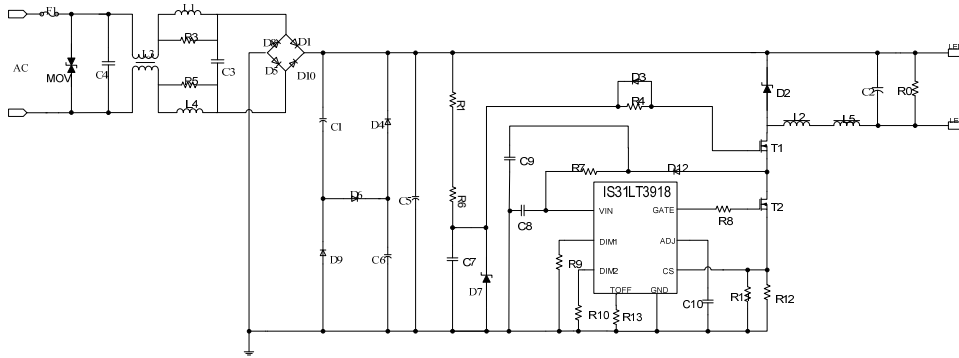 F1
L1
R3
L3
AC
MOV
C4
R5
L4
C3
D8
D1
D5
D10
C1
D4
D6
D9
C6
C5
R1
R6
C7
D7
D3
R4
C9
R7
D12
C8
IS31LT3918
VIN
GATE
DIM1
ADJ
DIM2
CS
TOFF
GND
R8
R9
R10
R13
C10
R12
D2
L2
L5
T1
T2
C2
R0